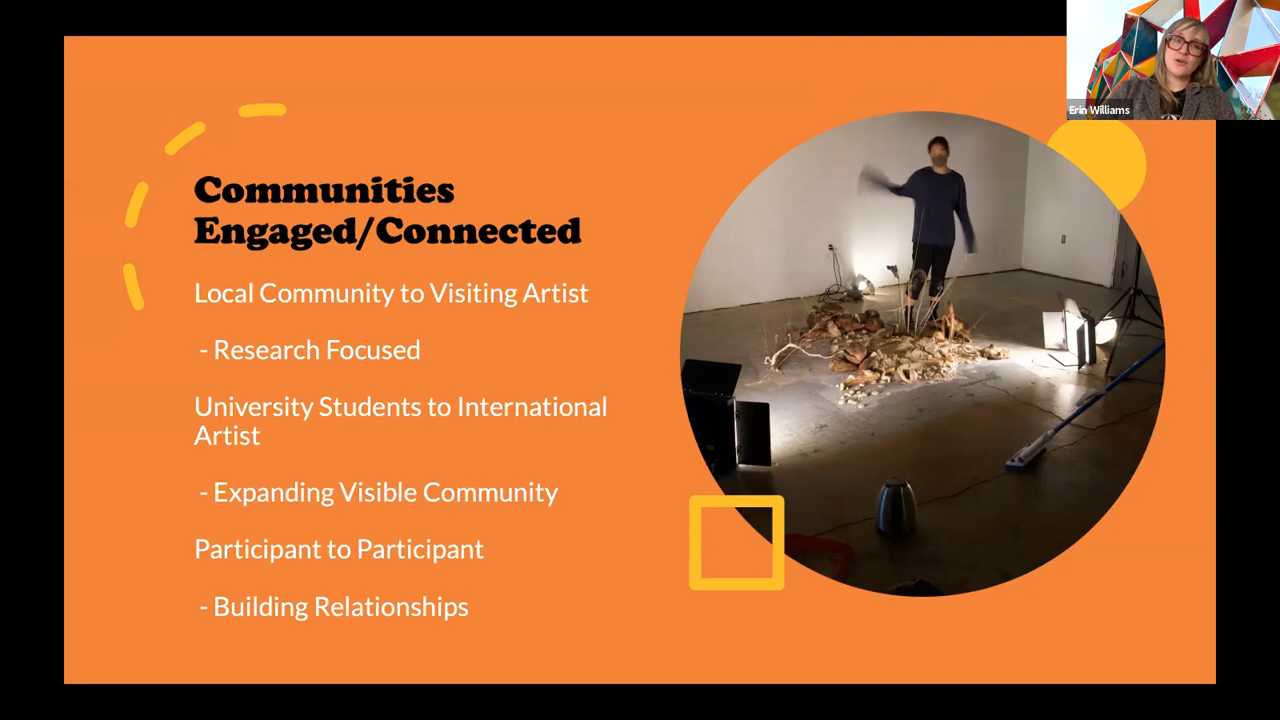 Erin Williams
Communities
Engaged/Connected
Local Community to Visiting Artist
- Research Focused
University Students to International
Artist
- Expanding Visible Community
Participant to Participant
- Building Relationships